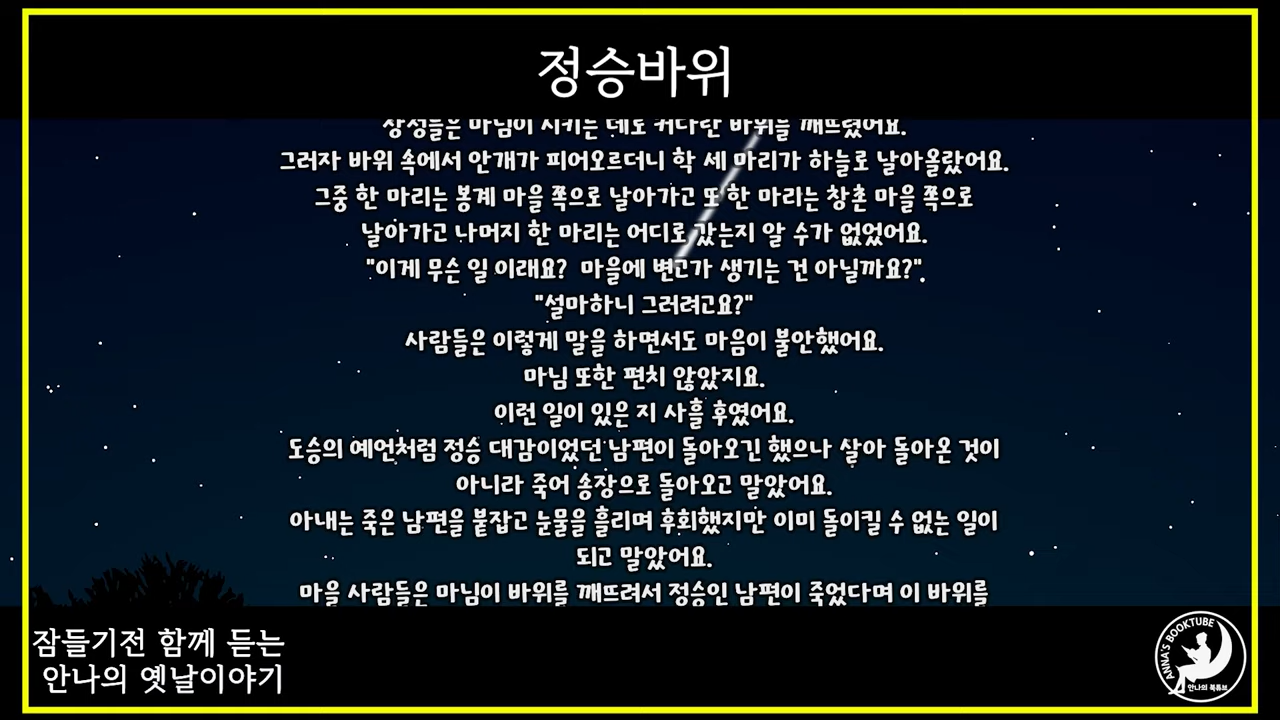 정승바위
장정들은 마님이 시키는 데로 커다란 바위를 깨뜨렸어요.
그러자 바위 속에서 안개가 피어오르더니 학 세 마리가 하늘로 날아올랐어요.
그중 한 마리는 봉계 마을 쪽으로 날아가고 또 한 마리는 창촌 마을 쪽으로
날아가고 나머지 한 마리는 어디로 갔는지 알 수가 없었어요.
"이게 무슨 일 이래요? 마을에 변고가 생기는 건 아닐까요?".
"설마하니 그러려고요?"
사람들은 이렇게 말을 하면서도 마음이 불안했어요.
마님 또한 편치 않았지요.
이런 일이 있은 지 사흘 후였어요.
도승의 예언처럼 정승 대감이었던 남편이 돌아오긴 했으나 살아 돌아온 것이
아니라 죽어 송장으로 돌아오고 말았어요.
아내는 죽은 남편을 붙잡고 눈물을 흘리며 후회했지만 이미 돌이킬 수 없는 일이
되고 말았어요.
마을 사람들은 마님이 바위를 깨뜨려서 정승인 남편이 죽었다며 이 바위를
잠들기전 함께 듣는
안나의 옛날이야기
ANNA'S BOOKTUBE
안나의 북튜브